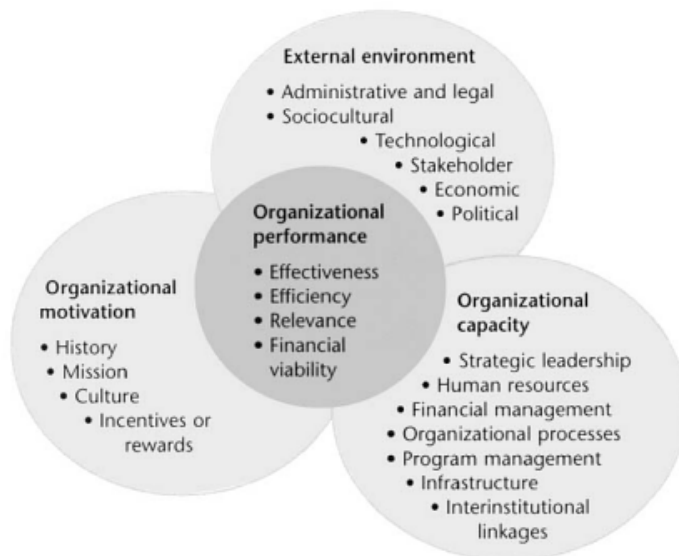 External environment
• Administrative and legal
• Sociocultural
• Technological
• Stakeholder
• Economic
• Political
Organizational
performance
• Effectiveness
• Efficiency
• Relevance
• Financial
viability
Organizational
motivation
• History
• Mission
• Culture
• Incentives or
rewards
Organizational
capacity
• Strategic leadership
• Human resources
• Financial management
• Organizational processes
• Program management
• Infrastructure
• Interinstitutional
linkages